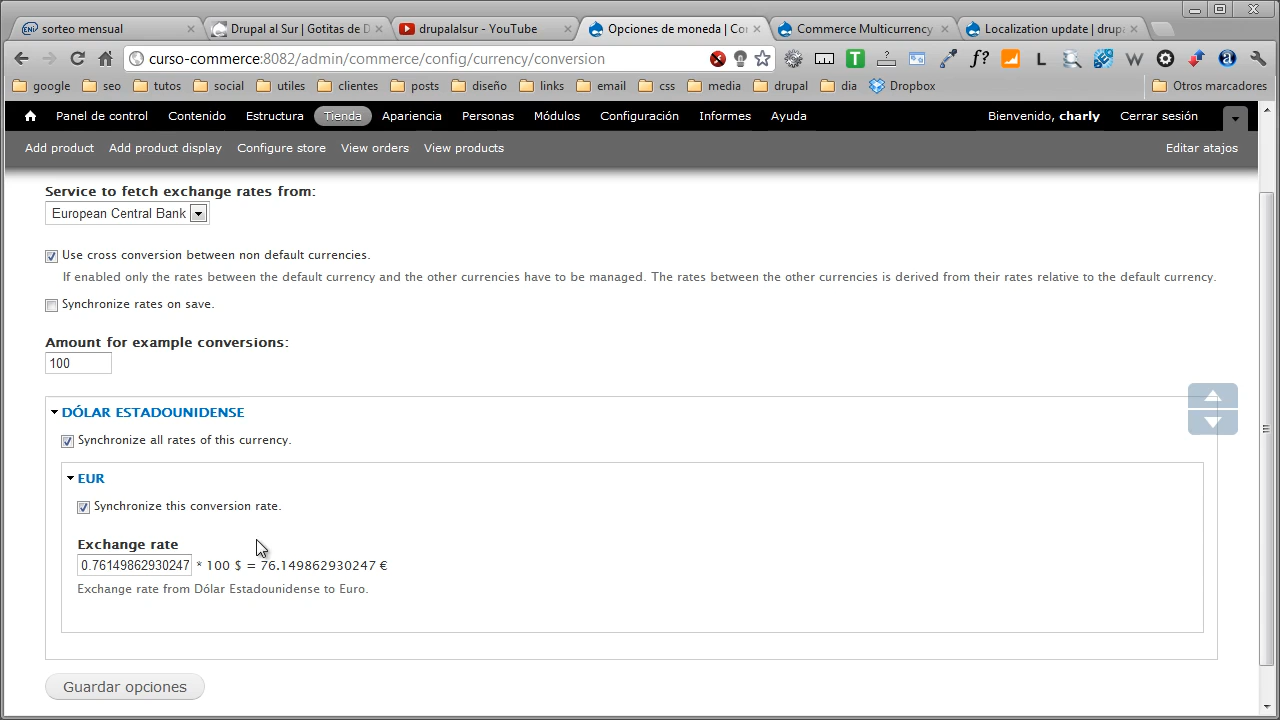 sorteo mensual
Drupal al Sur | Gotitas de D
drupalalsur - YouTube
Opciones de moneda | Co
Commerce Multicurrency
Localization update | drup
cursо-commerce:8082/admin/commerce/config/currency/conversion
google
seo
tutos
social
utiles
clientes
posts
diseño
links
email
css
media
drupal
dia
Dropbox
Otros marcadores
Panel de control
Contenido
Estructura
Tienda
Apariencia
Personas
Módulos
Configuración
Informes
Ayuda
Bienvenido, charly
Cerrar sesión
Add product
Add product display
Configure store
View orders
View products
Editar atajos
Service to fetch exchange rates from:
European Central Bank
Use cross conversion between non default currencies.
If enabled only the rates between the default currency and the other currencies have to be managed. The rates between the other currencies is derived from their rates relative to the default currency.
Synchronize rates on save.
Amount for example conversions:
100
DÓLAR ESTADOUNIDENSE
Synchronize all rates of this currency.
EUR
Synchronize this conversion rate.
Exchange rate
0.76149862930247 * 100 $ = 76.149862930247 €
Exchange rate from Dólar Estadounidense to Euro.
Guardar opciones